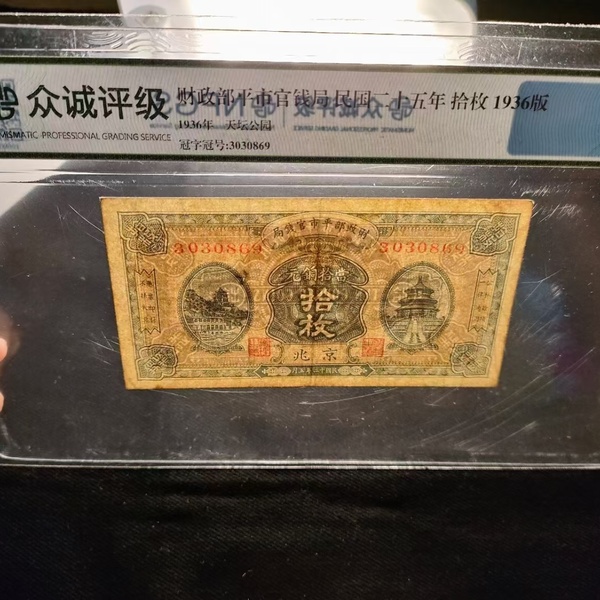 众诚评级
NUMISMATIC PROFESSIONAL GRADING SERVICE
财政部平市官钱局 民国二十五年 拾枚 1936版
1936年 天坛公园
冠字冠号:3030869
局钱官市平部政财
3030869 3030869
元铜拾當
拾枚
兆京